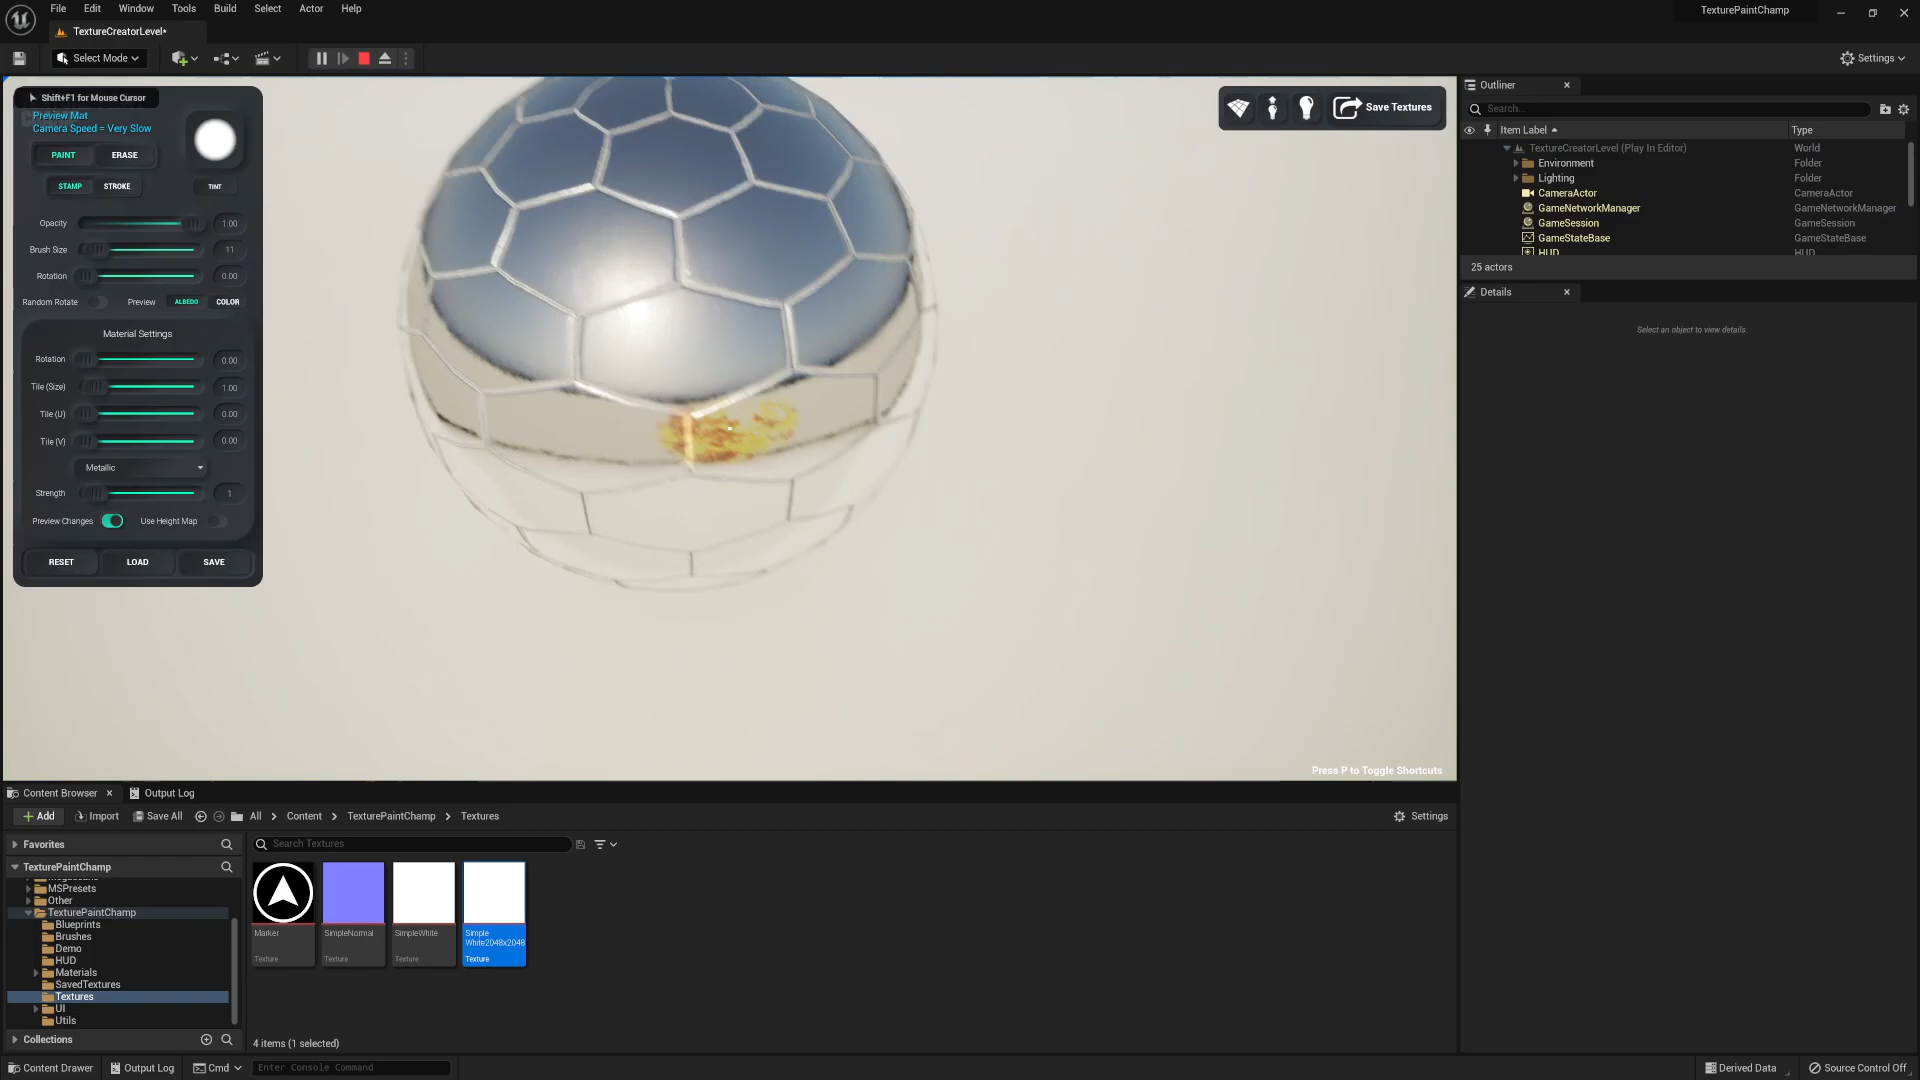 File Edit Window Tools Build Select Actor Help
TexturePaintChamp
TextureCreatorLevel*
Select Mode
Settings
Shift+F1 for Mouse Cursor
Preview Mat
Camera Speed = Very Slow
PAINT ERASE
STAMP STROKE TINT
Opacity 1.00
Brush Size 11
Rotation 0.00
Random Rotate Preview ALBEDO COLOR
Material Settings
Rotation 0.00
Tile (Size) 1.00
Tile (U) 0.00
Tile (V) 0.00
Metallic
Strength 1
Preview Changes Use Height Map
RESET LOAD SAVE
Save Textures
Press P to Toggle Shortcuts
Outliner
Search...
Item Label Type
TextureCreatorLevel (Play In Editor) World
Environment Folder
Lighting Folder
CameraActor CameraActor
GameNetworkManager GameNetworkManager
GameSession GameSession
GameStateBase GameStateBase
HUD HUD
25 actors
Details
Select an object to view details.
Content Browser Output Log
Add Import Save All All > Content > TexturePaintChamp > Textures Settings
Favorites
Search Textures
TexturePaintChamp
MSPresets
Other
TexturePaintChamp
Blueprints
Brushes
Demo
HUD
Materials
SavedTextures
Textures
UI
Utils
Collections
Marker
Texture
SimpleNormal
Texture
SimpleWhite
Texture
Simple
White2048x2048
Texture
4 items (1 selected)
Content Drawer Output Log Cmd Enter Console Command Derived Data Source Control Off